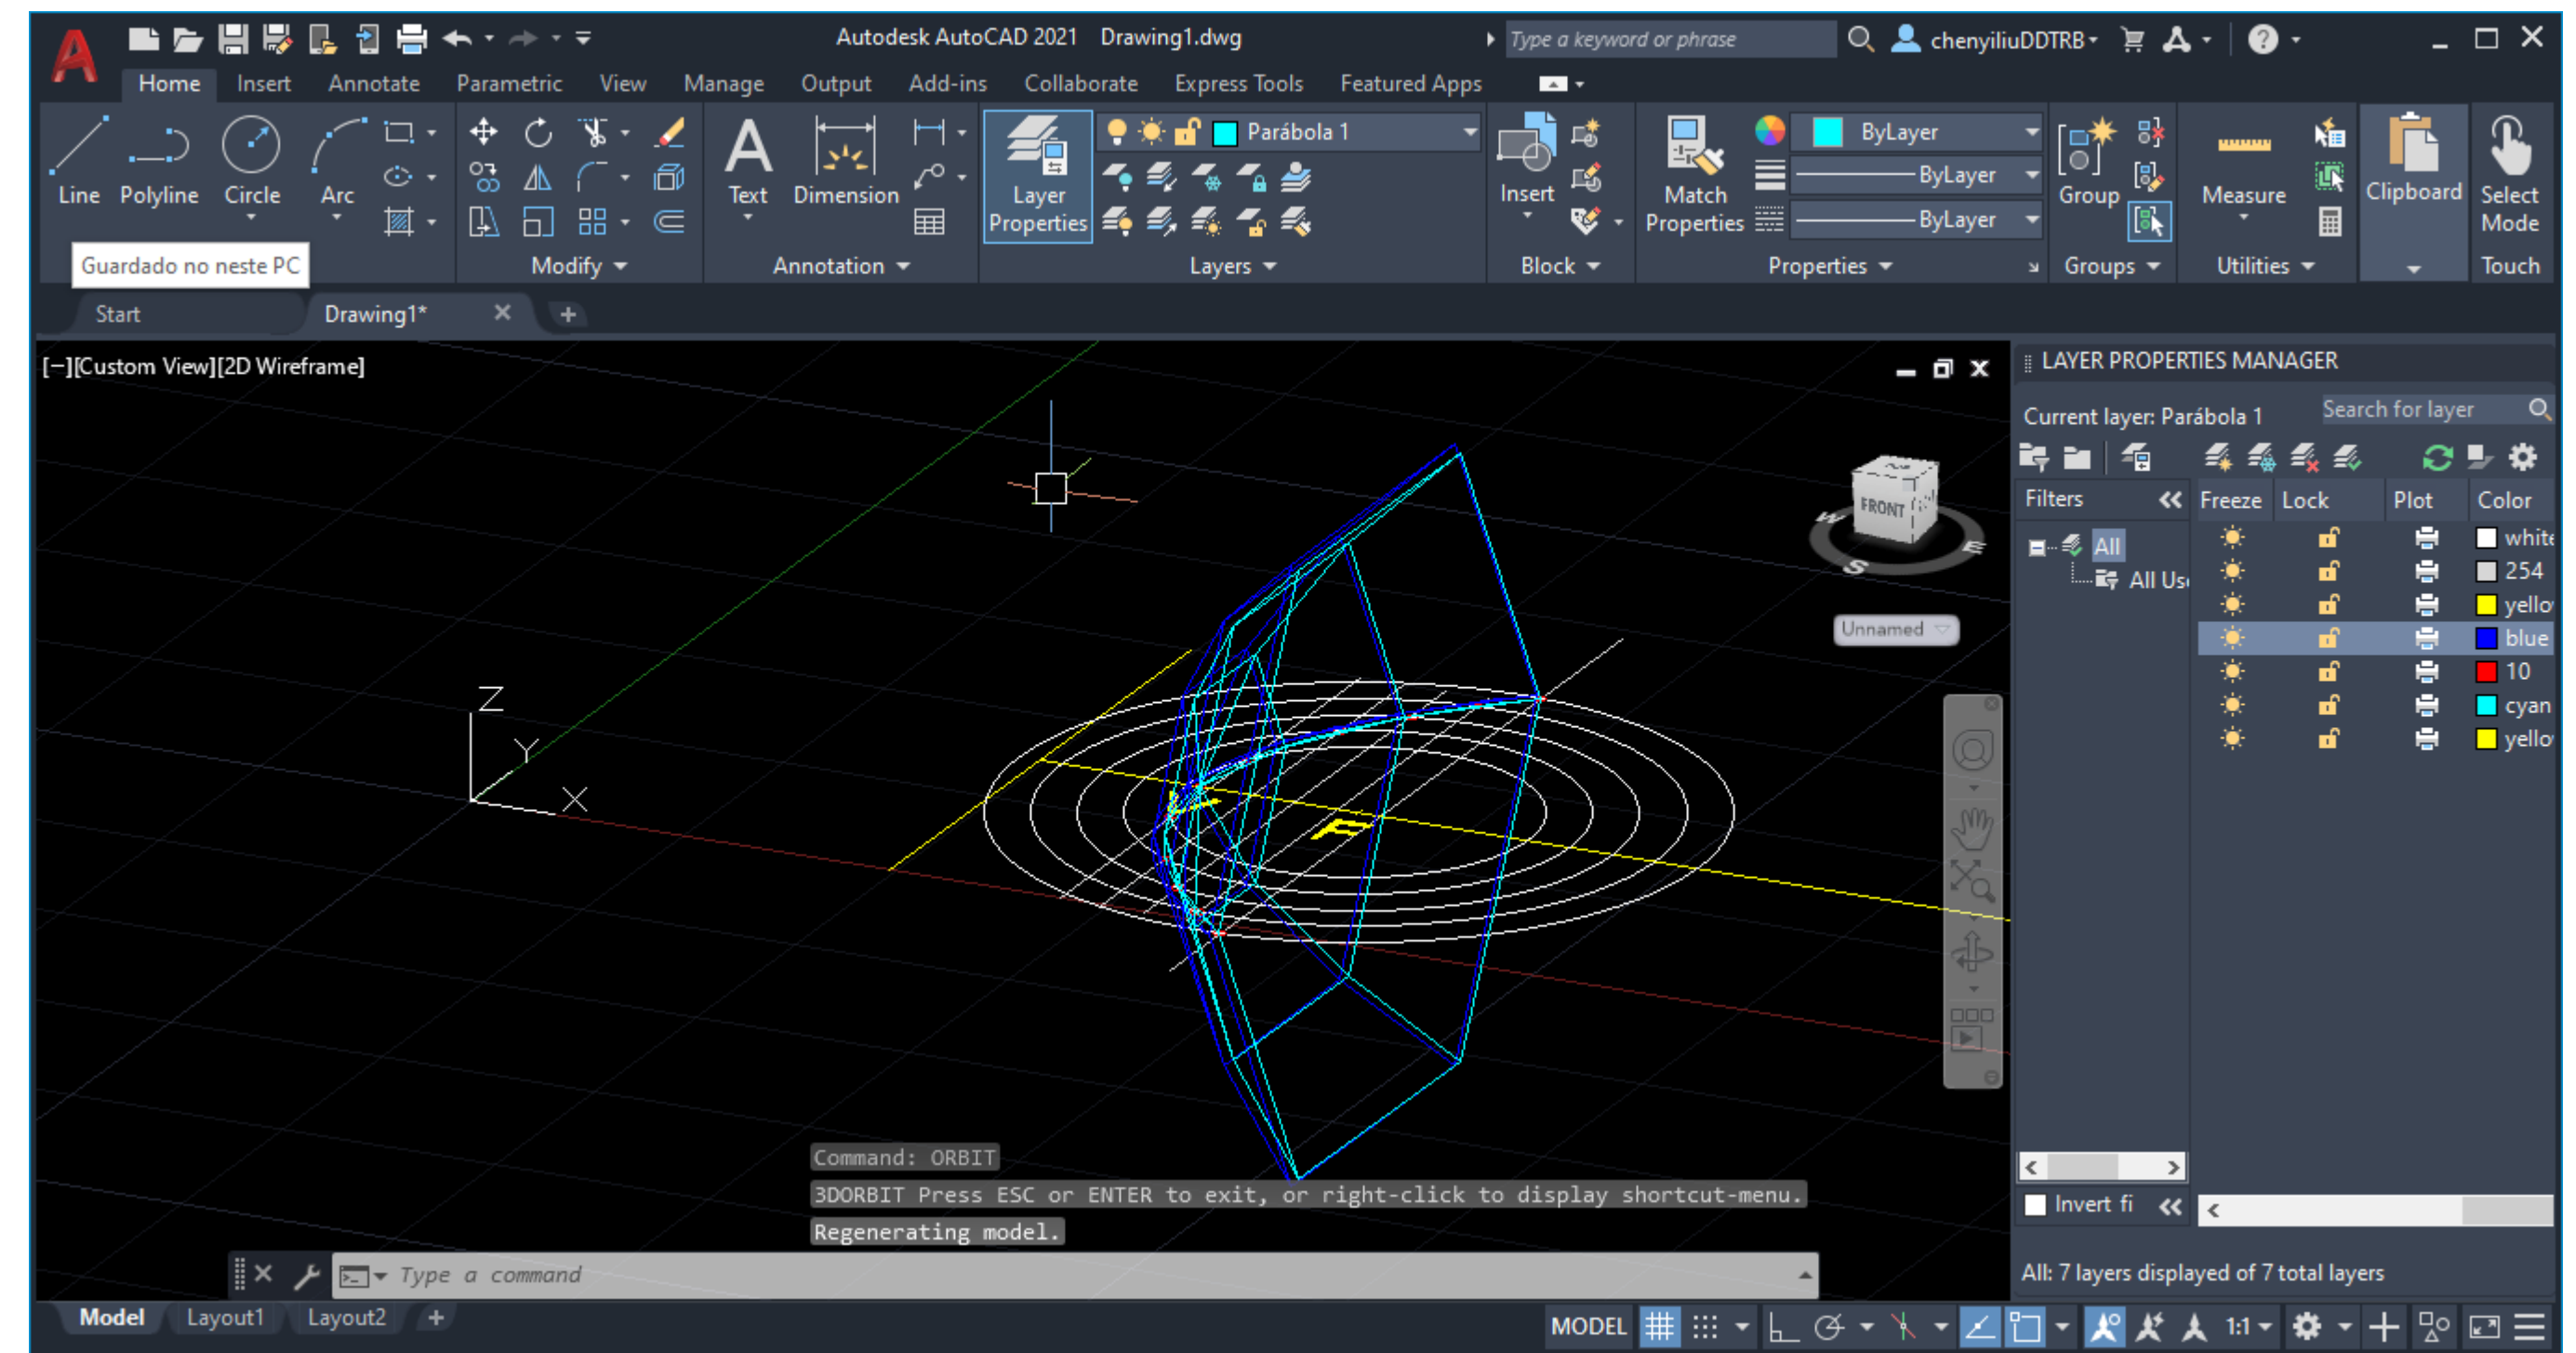 Autodesk AutoCAD 2021 Drawing1.dwg
Type a keyword or phrase
chenyiliuDDTRB
Home Insert Annotate Parametric View Manage Output Add-ins Collaborate Express Tools Featured Apps
Line Polyline Circle Arc
Text Dimension
Layer Properties
Parábola 1
Insert
Match Properties
ByLayer
ByLayer
ByLayer
Group
Measure
Clipboard
Select Mode
Guardado no neste PC
Modify Annotation Layers Block Properties Groups Utilities Touch
Start Drawing1*
[−][Custom View][2D Wireframe]
Z
Y
X
FRONT
W
S
E
Unnamed
F
LAYER PROPERTIES MANAGER
Current layer: Parábola 1
Search for layer
Filters Freeze Lock Plot Color
All
All Us
white
254
yello
blue
10
cyan
yello
Invert fi
All: 7 layers displayed of 7 total layers
Command: ORBIT
3DORBIT Press ESC or ENTER to exit, or right-click to display shortcut-menu.
Regenerating model.
Type a command
Model Layout1 Layout2
MODEL 1:1